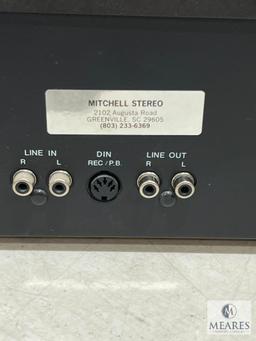 MITCHELL STEREO
2102 Augusta Road
GREENVILLE, SC 29605
(803) 233-6369
LINE IN
R L
DIN
REC/P.B.
LINE OUT
R L
MEARES